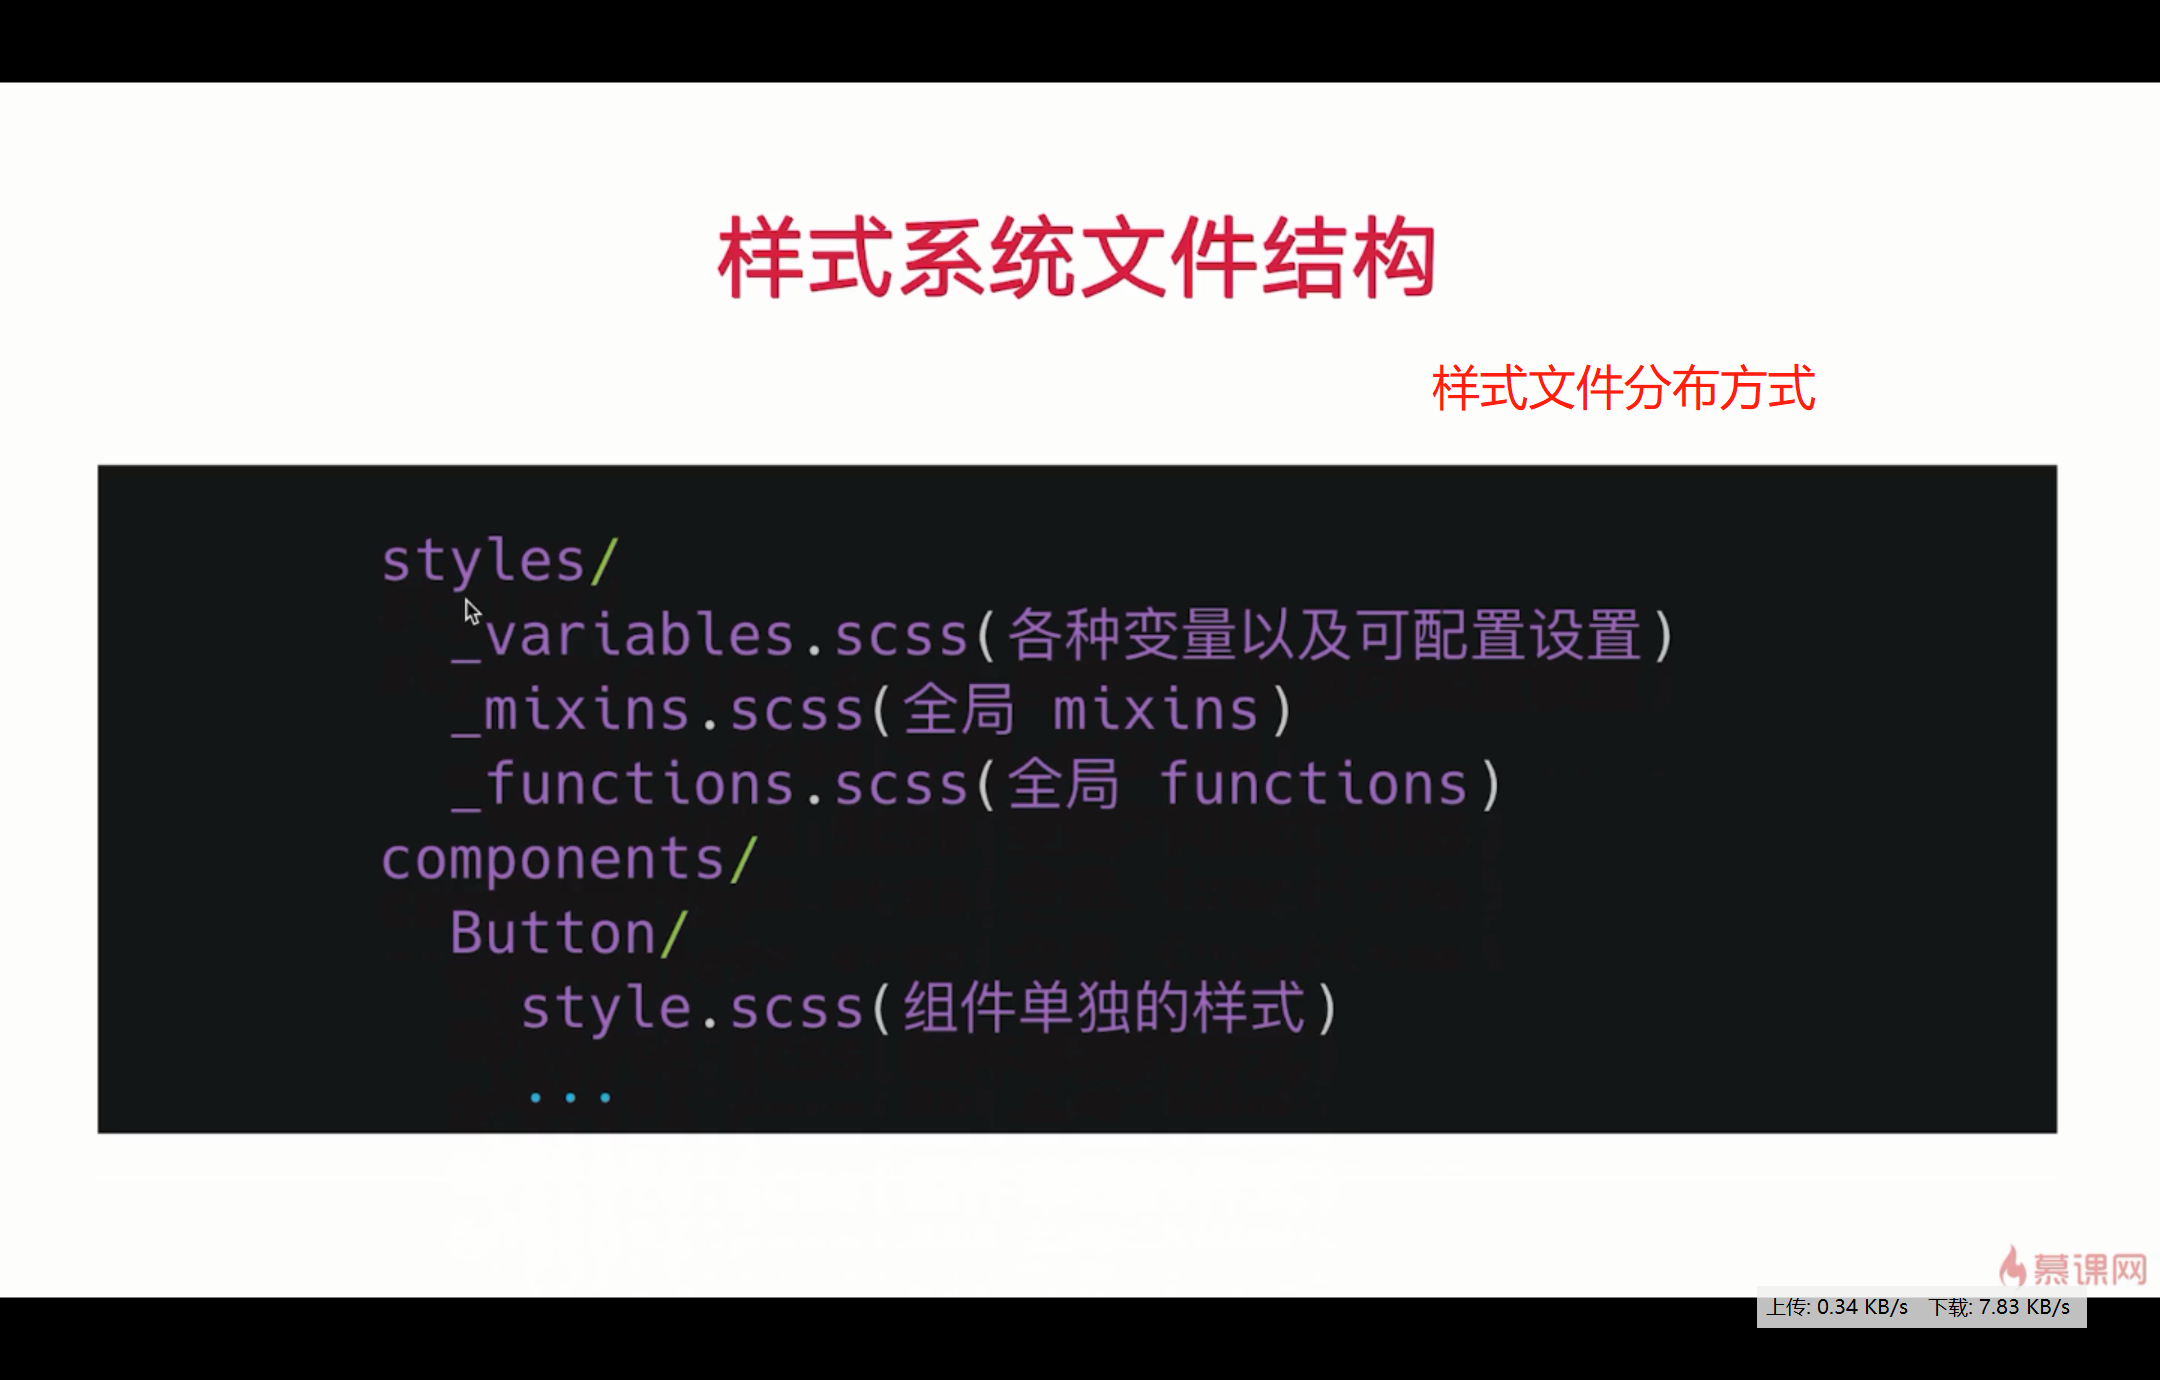 样式系统文件结构
样式文件分布方式
styles/
_variables.scss(各种变量以及可配置设置)
_mixins.scss(全局 mixins)
_functions.scss(全局 functions)
components/
Button/
style.scss(组件单独的样式)
...
慕课网
上传: 0.34 KB/s 下载: 7.83 KB/s